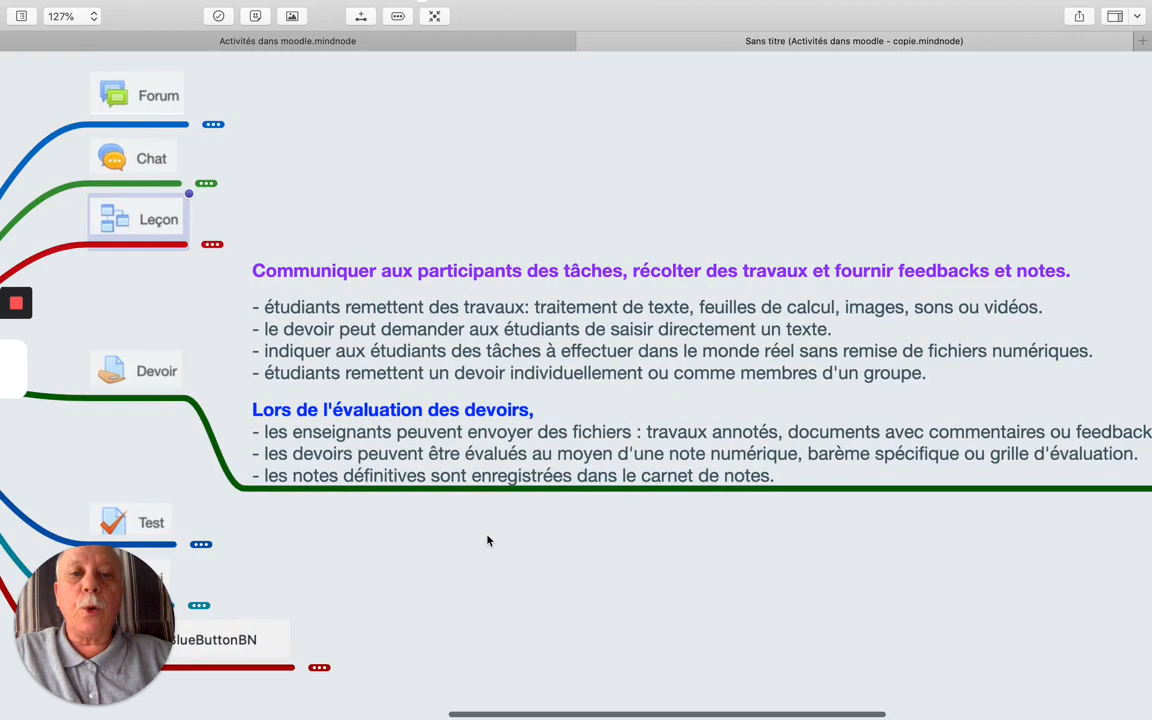 127%
Activités dans moodle.mindnode
Sans titre (Activités dans moodle - copie.mindnode)
Forum
Chat
Leçon
Communiquer aux participants des tâches, récolter des travaux et fournir feedbacks et notes.
- étudiants remettent des travaux: traitement de texte, feuilles de calcul, images, sons ou vidéos.
- le devoir peut demander aux étudiants de saisir directement un texte.
- indiquer aux étudiants des tâches à effectuer dans le monde réel sans remise de fichiers numériques.
- étudiants remettent un devoir individuellement ou comme membres d'un groupe.
Devoir
Lors de l'évaluation des devoirs,
- les enseignants peuvent envoyer des fichiers : travaux annotés, documents avec commentaires ou feedback
- les devoirs peuvent être évalués au moyen d'une note numérique, barème spécifique ou grille d'évaluation.
- les notes définitives sont enregistrées dans le carnet de notes.
Test
lueButtonBN